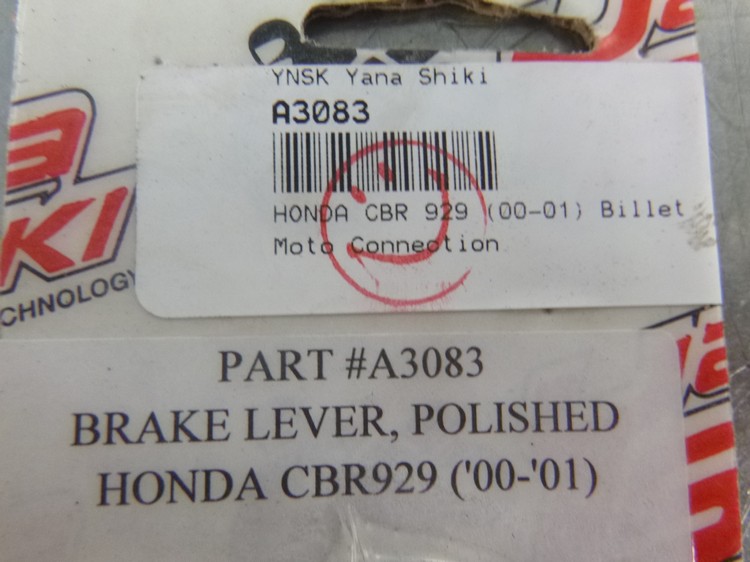 YNSK Yana Shiki
A3083
HONDA CBR 929 (00-01) Billet
Moto Connection
KI
TECHNOLOGY
PART #A3083
BRAKE LEVER, POLISHED
HONDA CBR929 ('00-'01)